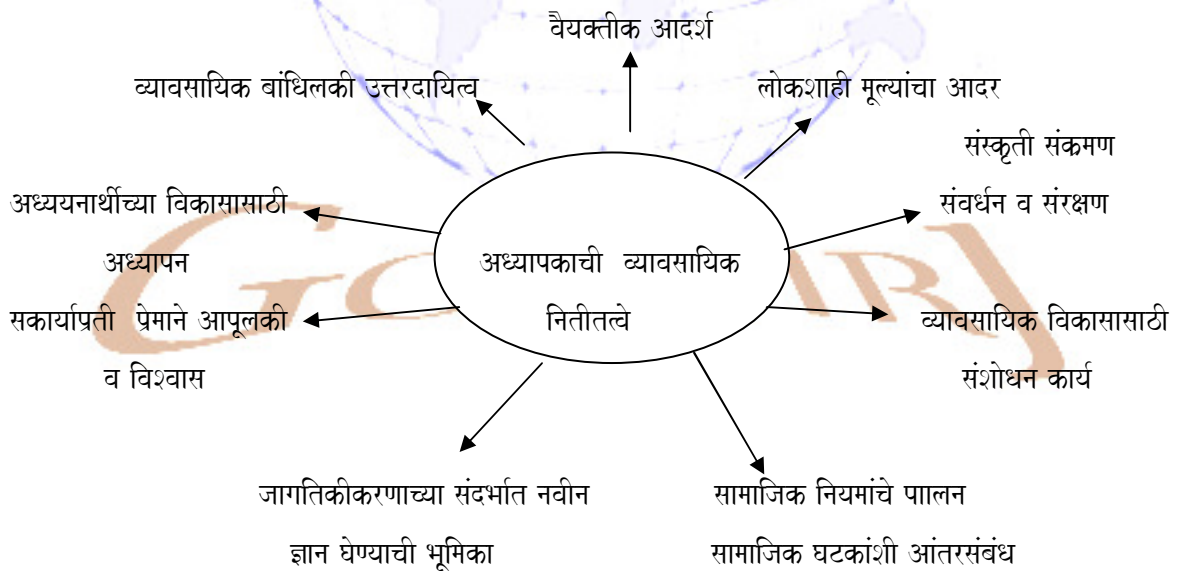 वैयक्तीक आदर्श
व्यावसायिक बांधिलकी उत्तरदायित्व
लोकशाही मूल्यांचा आदर
संस्कृती संक्रमण
संवर्धन व संरक्षण
अध्ययनार्थीच्या विकासासाठी
अध्यापन
अध्यापकाची व्यावसायिक
नितीतत्वे
सकार्याप्रती प्रेमाने आपूलकी
व विश्वास
व्यावसायिक विकासासाठी
संशोधन कार्य
जागतिकीकरणाच्या संदर्भात नवीन
ज्ञान घेण्याची भूमिका
सामाजिक नियमांचे पाालन
सामाजिक घटकांशी आंतरसंबंध